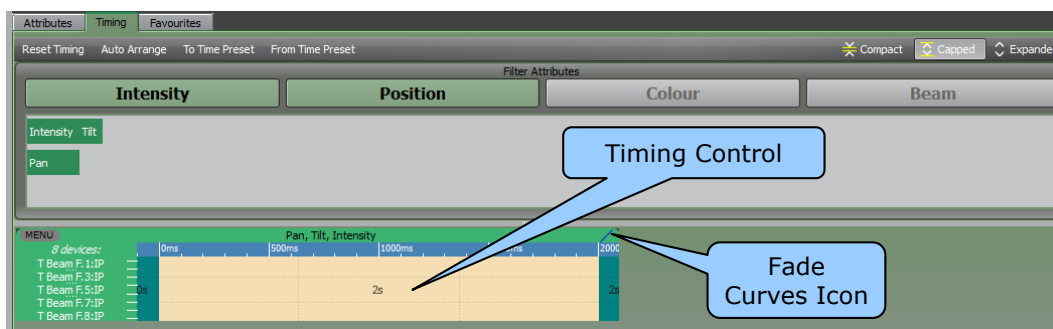 Attributes Timing Favourites
Reset Timing Auto Arrange To Time Preset From Time Preset Compact Capped Expande
Filter Attributes
Intensity Position Colour Beam
Intensity Tilt
Pan
Timing Control
MENU Pan, Tilt, Intensity
8 devices: 0ms 500ms 1000ms 2000
T Beam F.1:IP
T Beam F.3:IP
T Beam F.5:IP 0s 2s 2s
T Beam F.7:IP
T Beam F.8:IP
Fade
Curves Icon